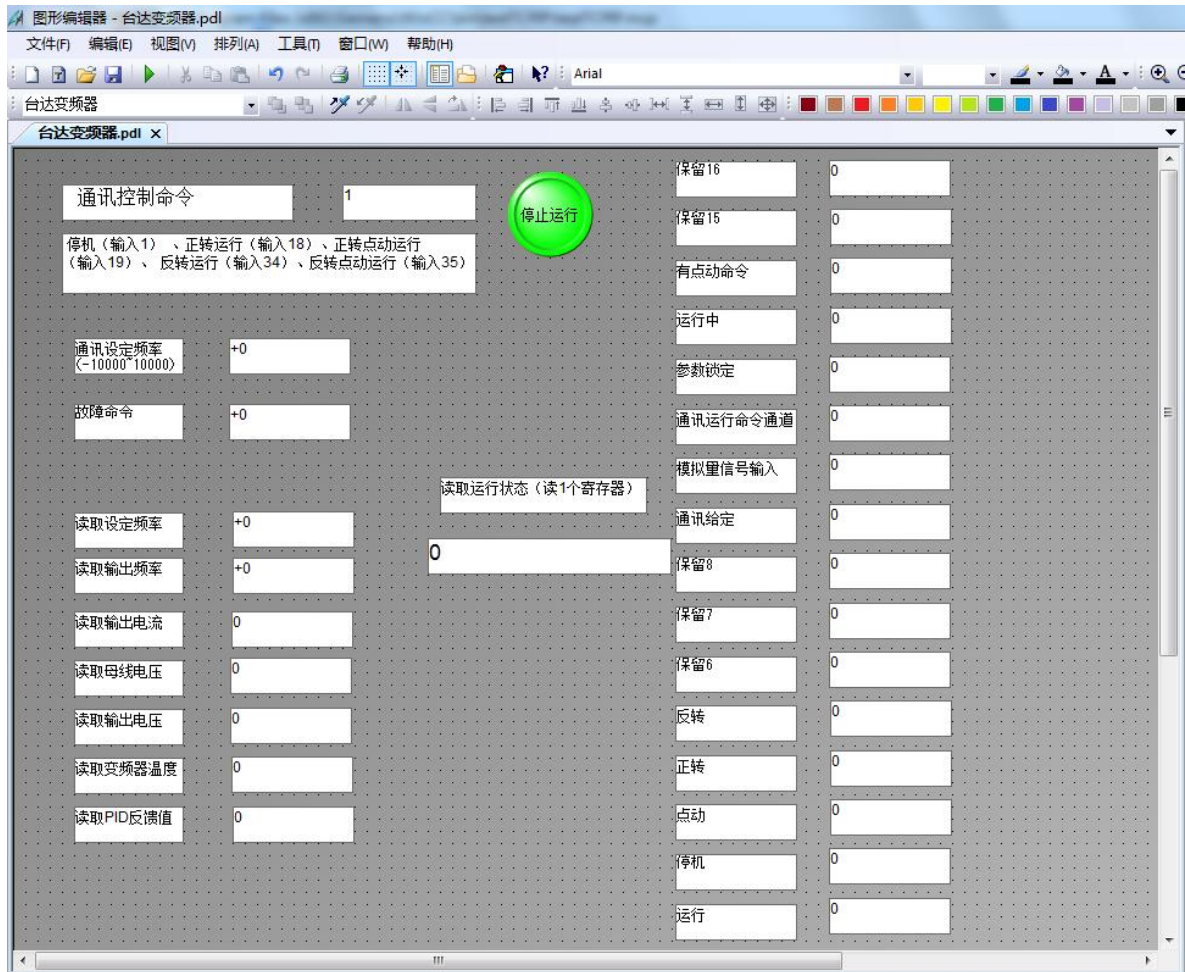 图形编辑器 - 台达变频器.pdl
文件(F) 编辑(E) 视图(V) 排列(A) 工具(T) 窗口(W) 帮助(H)
Arial
台达变频器
台达变频器.pdl
通讯控制命令 1
停止运行
停机（输入1） 、正转运行（输入18）、正转点动运行
（输入19） 、 反转运行（输入34）、反转点动运行（输入35）
通讯设定频率 +0
(-10000~10000)
故障命令 +0
读取设定频率 +0
读取输出频率 +0
读取输出电流 0
读取母线电压 0
读取输出电压 0
读取变频器温度 0
读取PID反馈值 0
读取运行状态（读1个寄存器）
0
保留16 0
保留15 0
有点动命令 0
运行中 0
参数锁定 0
通讯运行命令通道 0
模拟量信号输入 0
通讯给定 0
保留8 0
保留7 0
保留6 0
反转 0
正转 0
点动 0
停机 0
运行 0